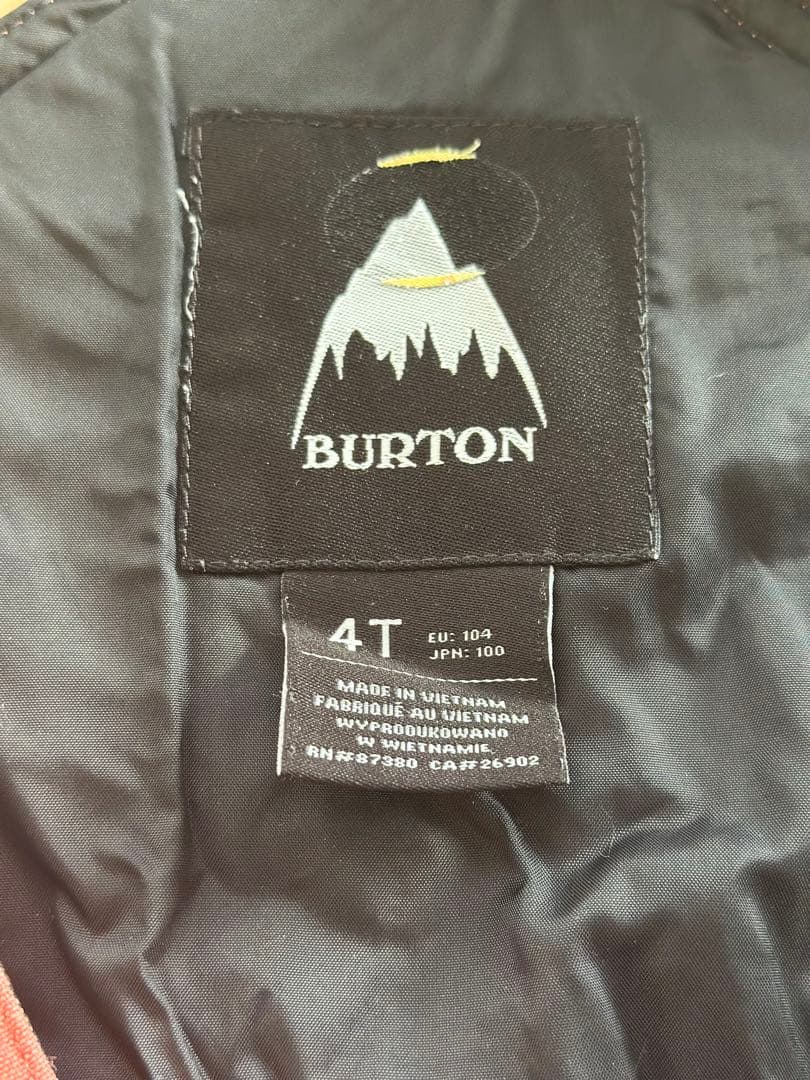 BURTON
4T
EU: 104
JPN: 100
MADE IN VIETNAM
FABRIQUÉ AU VIETNAM
WYPRODUKOWANO
W WIETNAMIE
RN#87380 CA#26902